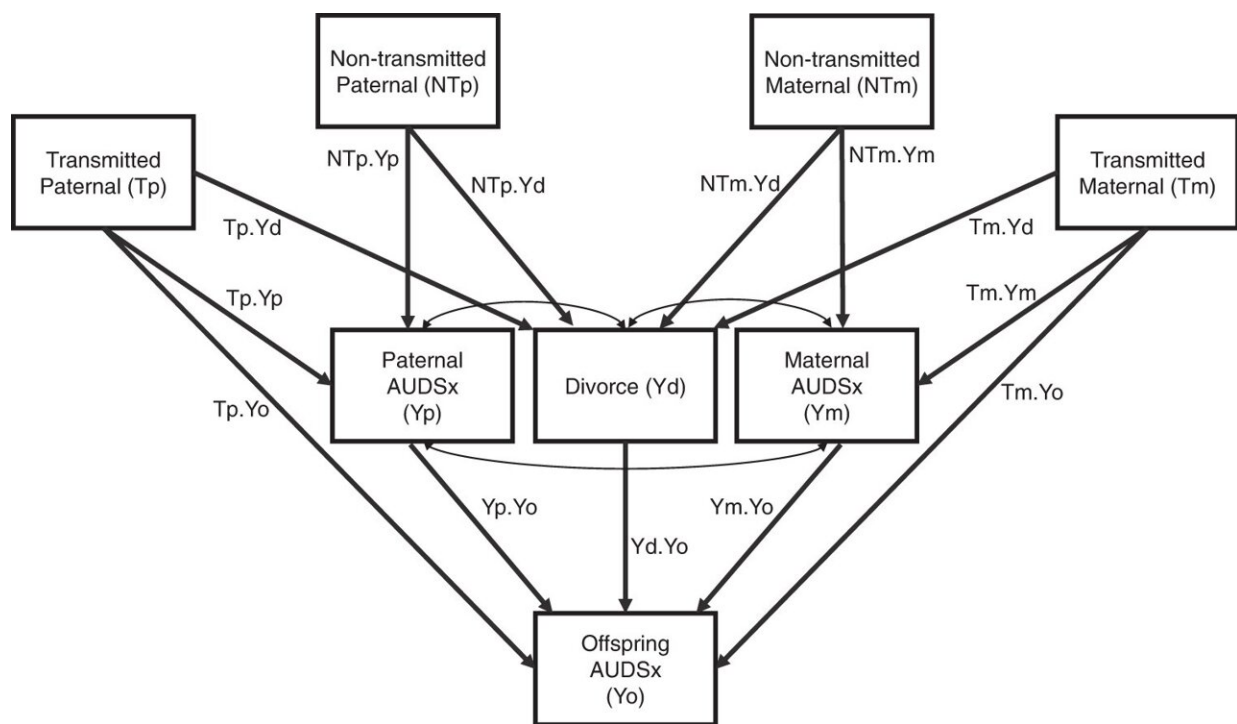 Non-transmitted
Paternal (NTp)
Non-transmitted
Maternal (NTm)
Transmitted
Paternal (Tp)
Transmitted
Maternal (Tm)
NTp.Yp
NTp.Yd
NTm.Yd
NTm.Ym
Tp.Yd
Tm.Yd
Tp.Yp
Tm.Ym
Paternal
AUDSx
(Yp)
Divorce (Yd)
Maternal
AUDSx
(Ym)
Tp.Yo
Tm.Yo
Yp.Yo
Yd.Yo
Ym.Yo
Offspring
AUDSx
(Yo)